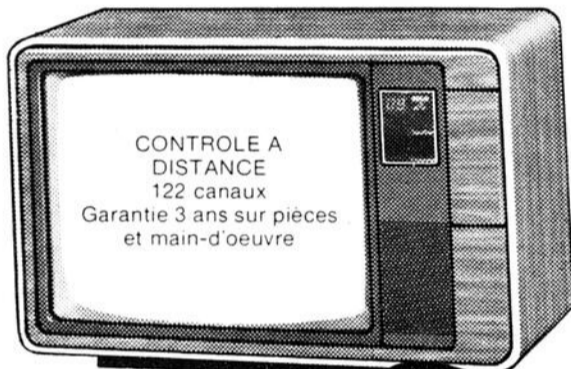 CONTROLE A
DISTANCE
122 canaux
Garantie 3 ans sur pièces
et main-d'oeuvre